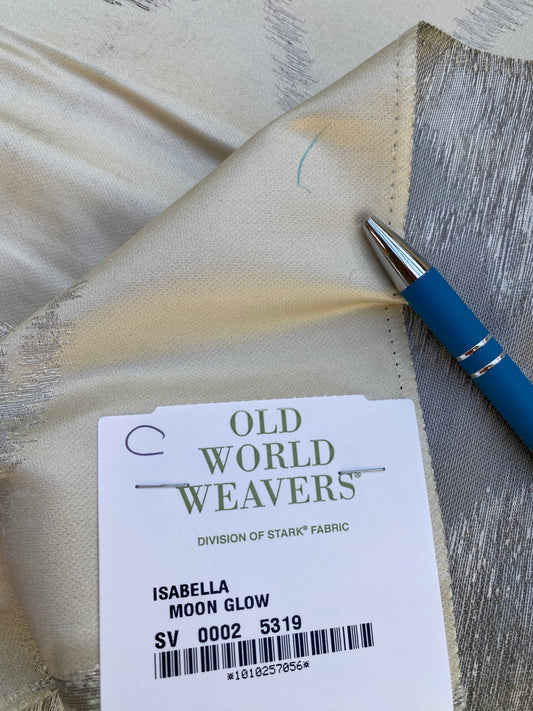 C
OLD
WORLD
WEAVERS®
DIVISION OF STARK® FABRIC
ISABELLA
MOON GLOW
SV 0002 5319
*1010257056*